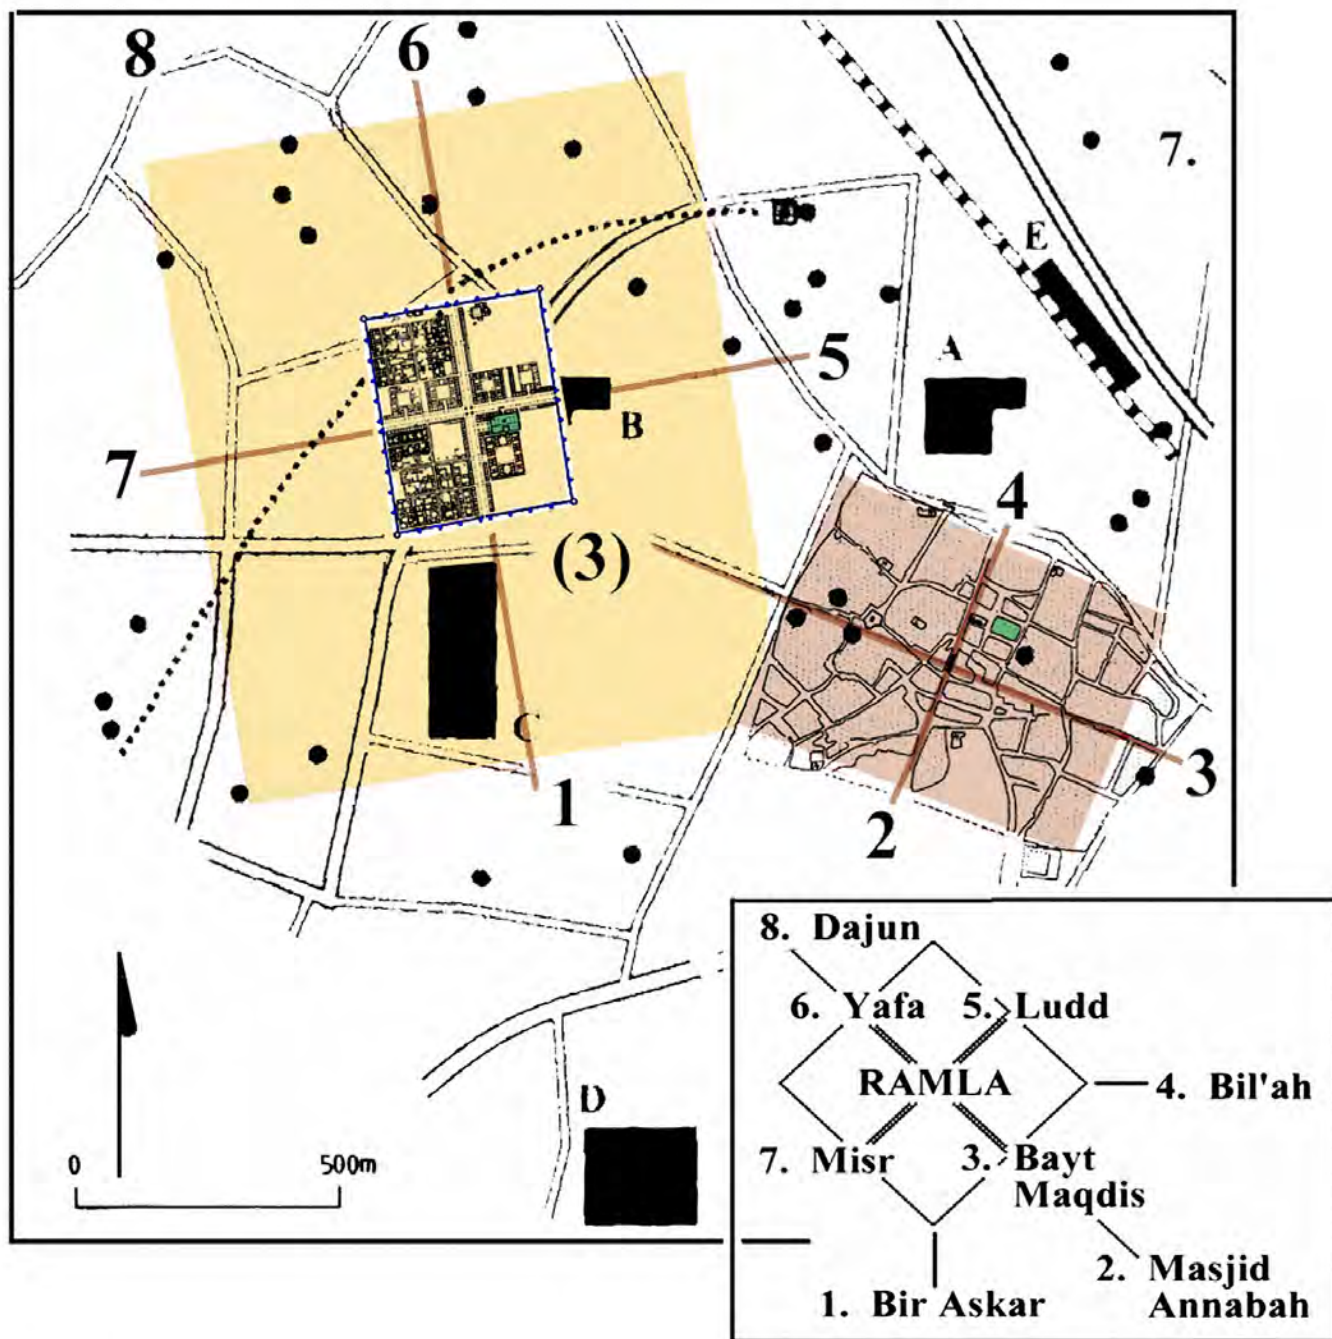 8
6
7.
E
5
A
B
7
4
(3)
C
3
1
2
8. Dajun
6. Yafa 5. Ludd
RAMLA
4. Bil'ah
7. Misr 3. Bayt
Maqdis
2. Masjid
Annabah
1. Bir Askar
D
0 500m